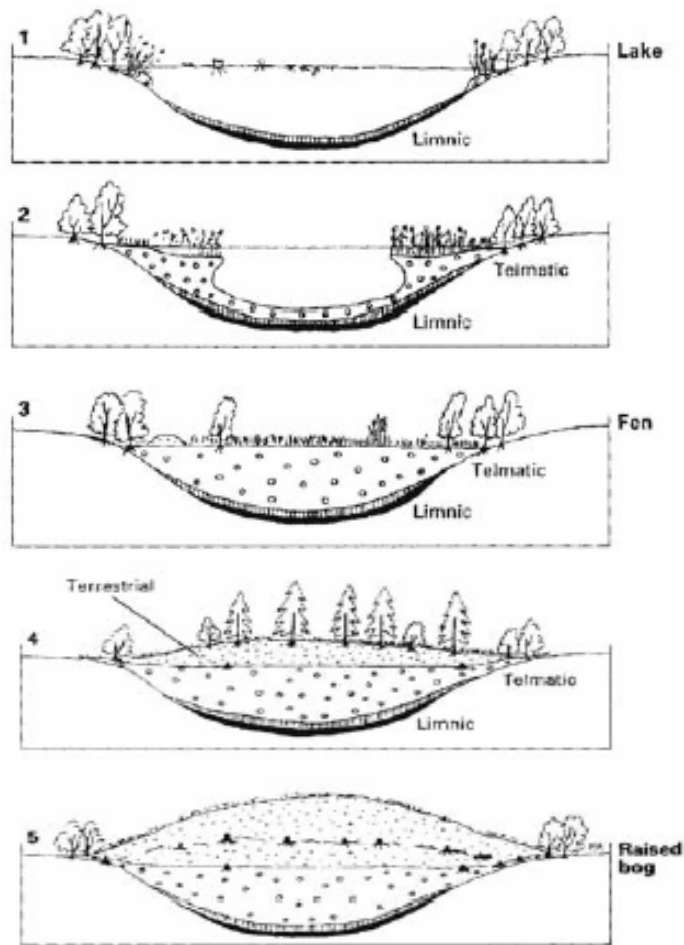 1
Lake
Limnic
2
Telmatic
Limnic
3
Fen
Telmatic
Limnic
Terrestrial
4
Telmatic
Limnic
5
Raised
bog